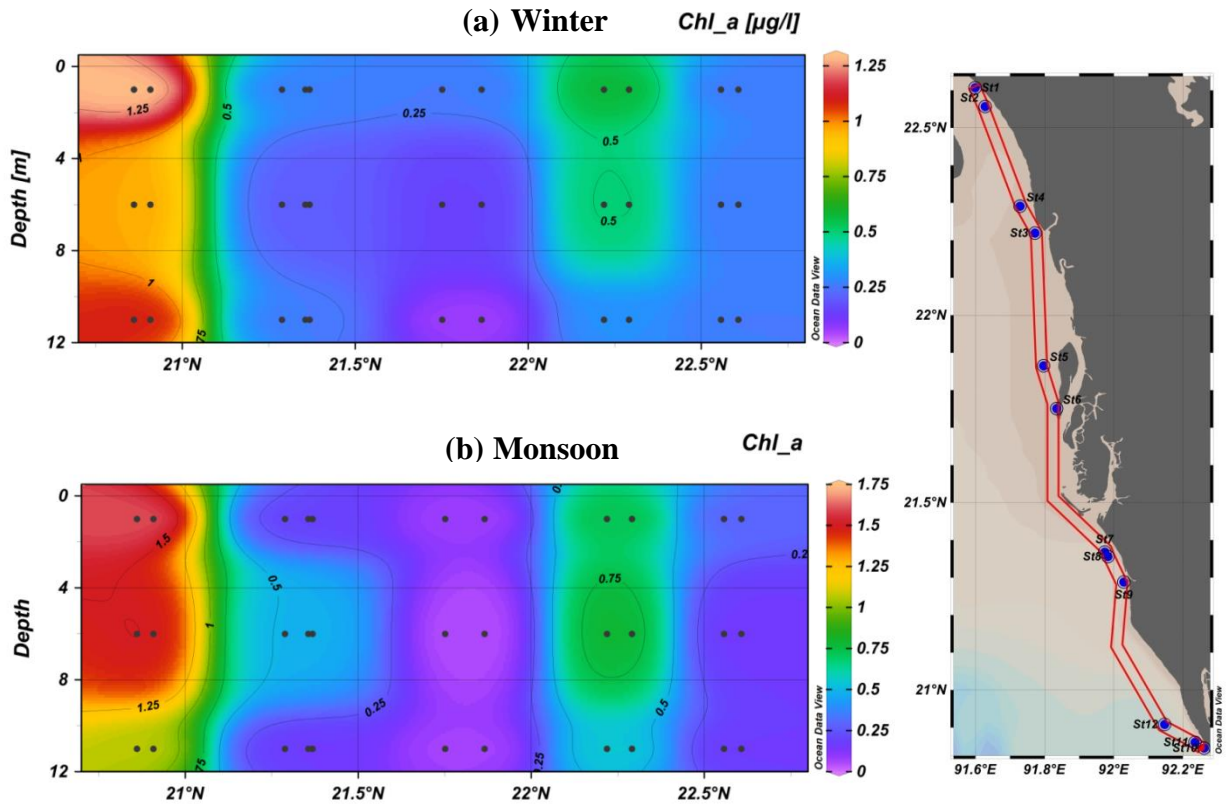 (a) Winter
Chl_a [µg/l]
Depth [m]
0
4
8
12
1.25
1
0.5
0.25
0.5
0.5
1
75
21°N
21.5°N
22°N
22.5°N
1.25
1
0.75
0.5
0.25
0
Ocean Data View
(b) Monsoon
Chl_a
Depth
0
4
8
12
1.5
0.5
1
0.75
0.2
1.25
0.25
0.5
75
0.25
21°N
21.5°N
22°N
22.5°N
1.75
1.5
1.25
1
0.75
0.5
0.25
0
Ocean Data View
St1
St2
22.5°N
St4
St3
22°N
St5
St6
21.5°N
St7
St8
St9
21°N
St12
St11
St10
91.6°E
91.8°E
92°E
92.2°E
Ocean Data View